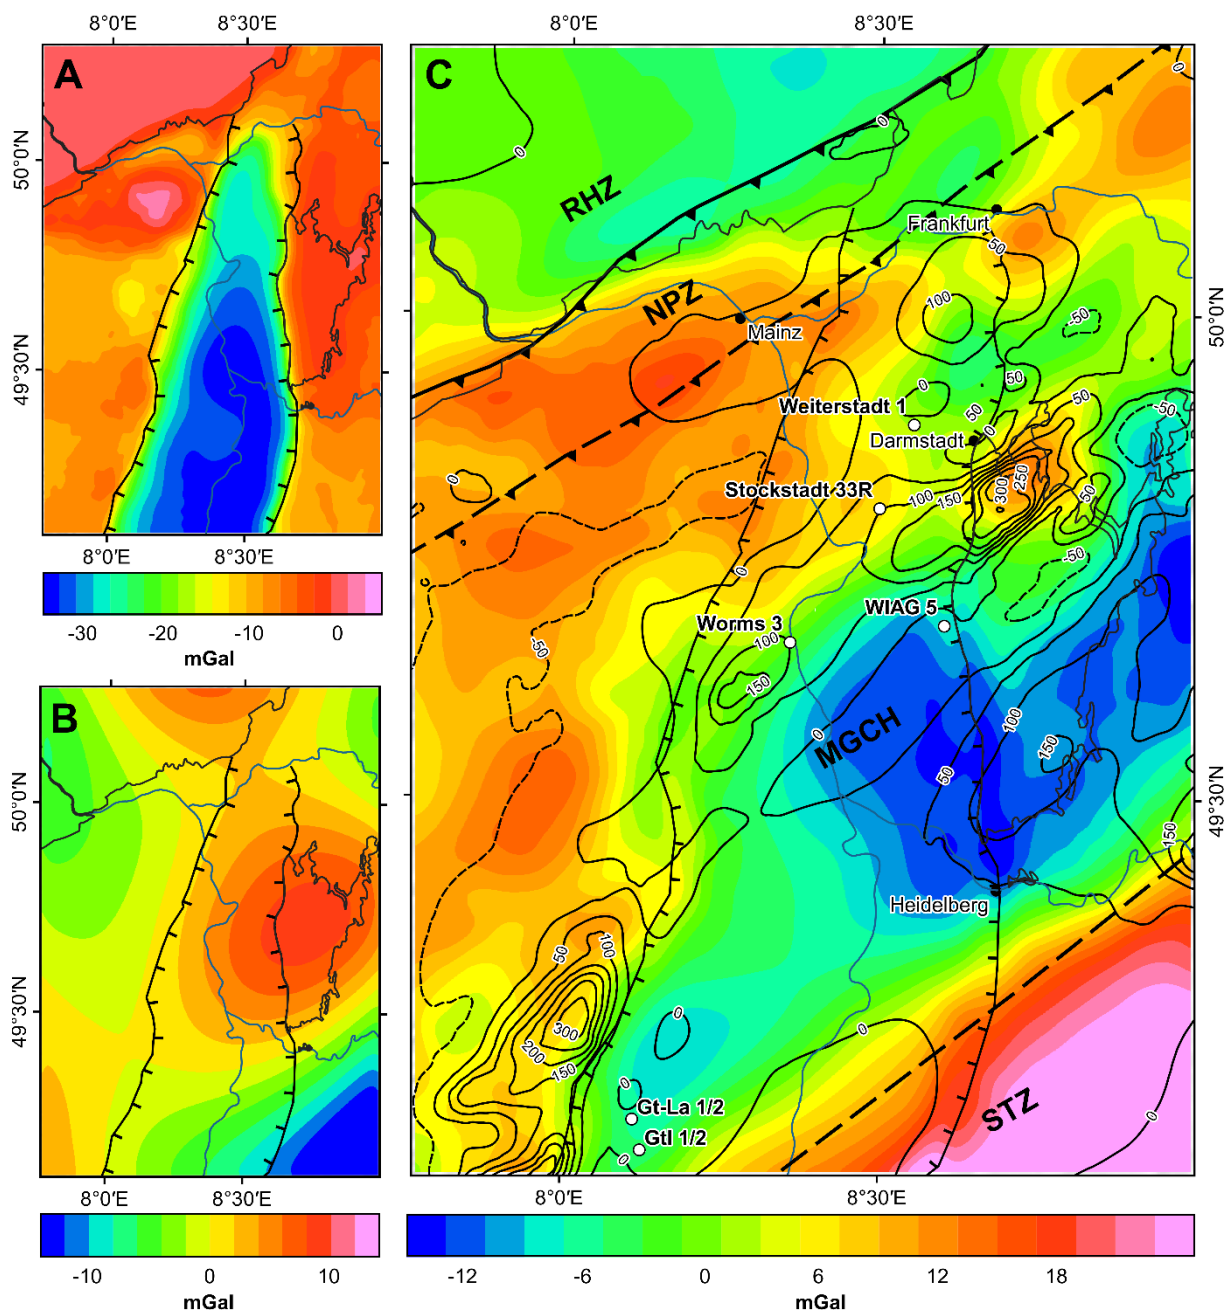 8°0'E
8°30'E
A
50°0'N
49°30'N
8°0'E
8°30'E
-30
-20
-10
0
mGal
B
50°0'N
49°30'N
8°0'E
8°30'E
-10
0
10
mGal
8°0'E
8°30'E
C
0
0
0
RHZ
Frankfurt
50
100
NPZ
Mainz
-50
50°0'N
0
50
Weiterstadt 1
50
50
-50
Darmstadt
0
0
Stockstadt 33R
100
150
300
250
50
0
-50
WIAG 5
Worms 3
100
-50
150
0
MGCH
100
150
50
49°30'N
150
Heidelberg
50
100
300
200
150
0
0
0
Gt-La 1/2
GtI 1/2
0
STZ
0
8°0'E
8°30'E
-12
-6
0
6
12
18
mGal